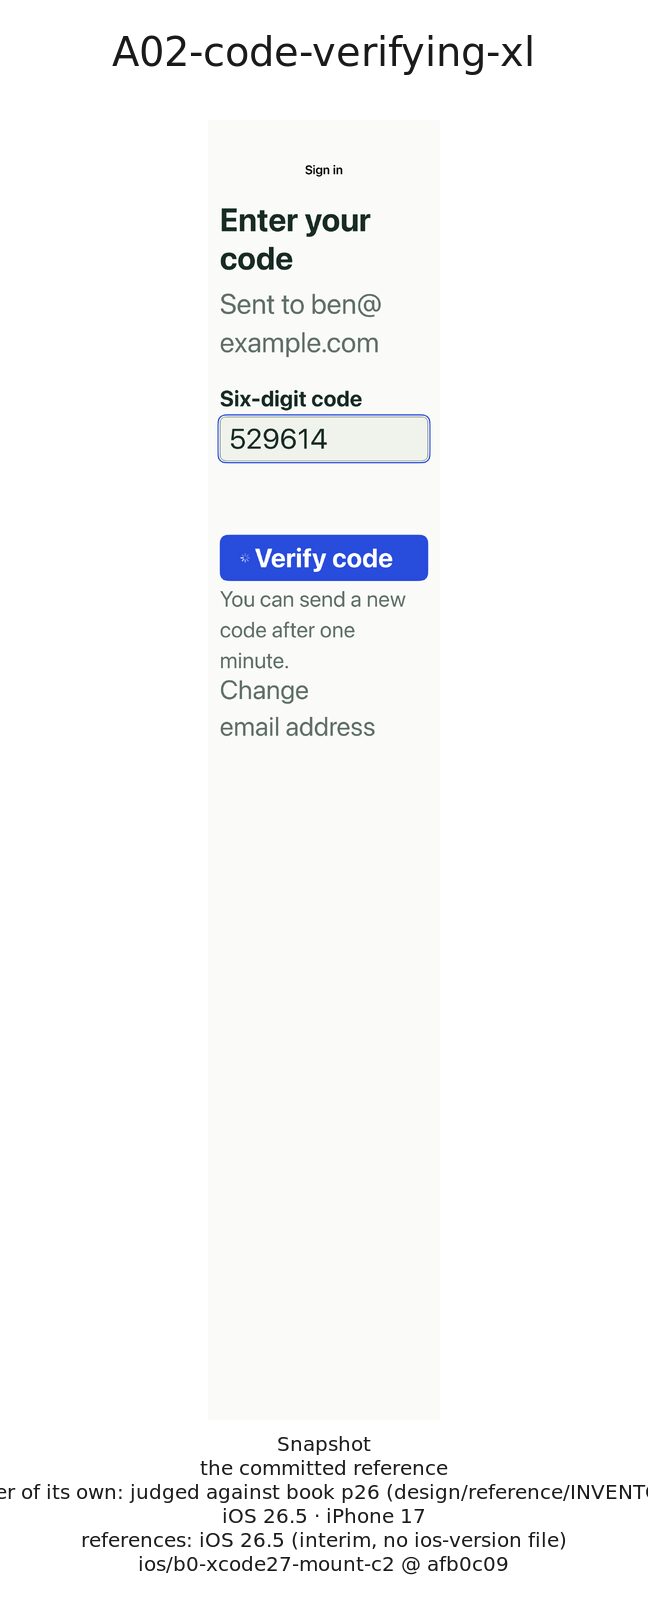 A02-code-verifying-xl
Sign in
Enter your
code
Sent to ben@
example.com
Six-digit code
529614
Verify code
You can send a new
code after one
minute.
Change
email address
Snapshot
the committed reference
of its own: judged against book p26 (design/reference/
iOS 26.5 · iPhone 17
references: iOS 26.5 (interim, no ios-version file)
ios/b0-xcode27-mount-c2 @ afb0c09